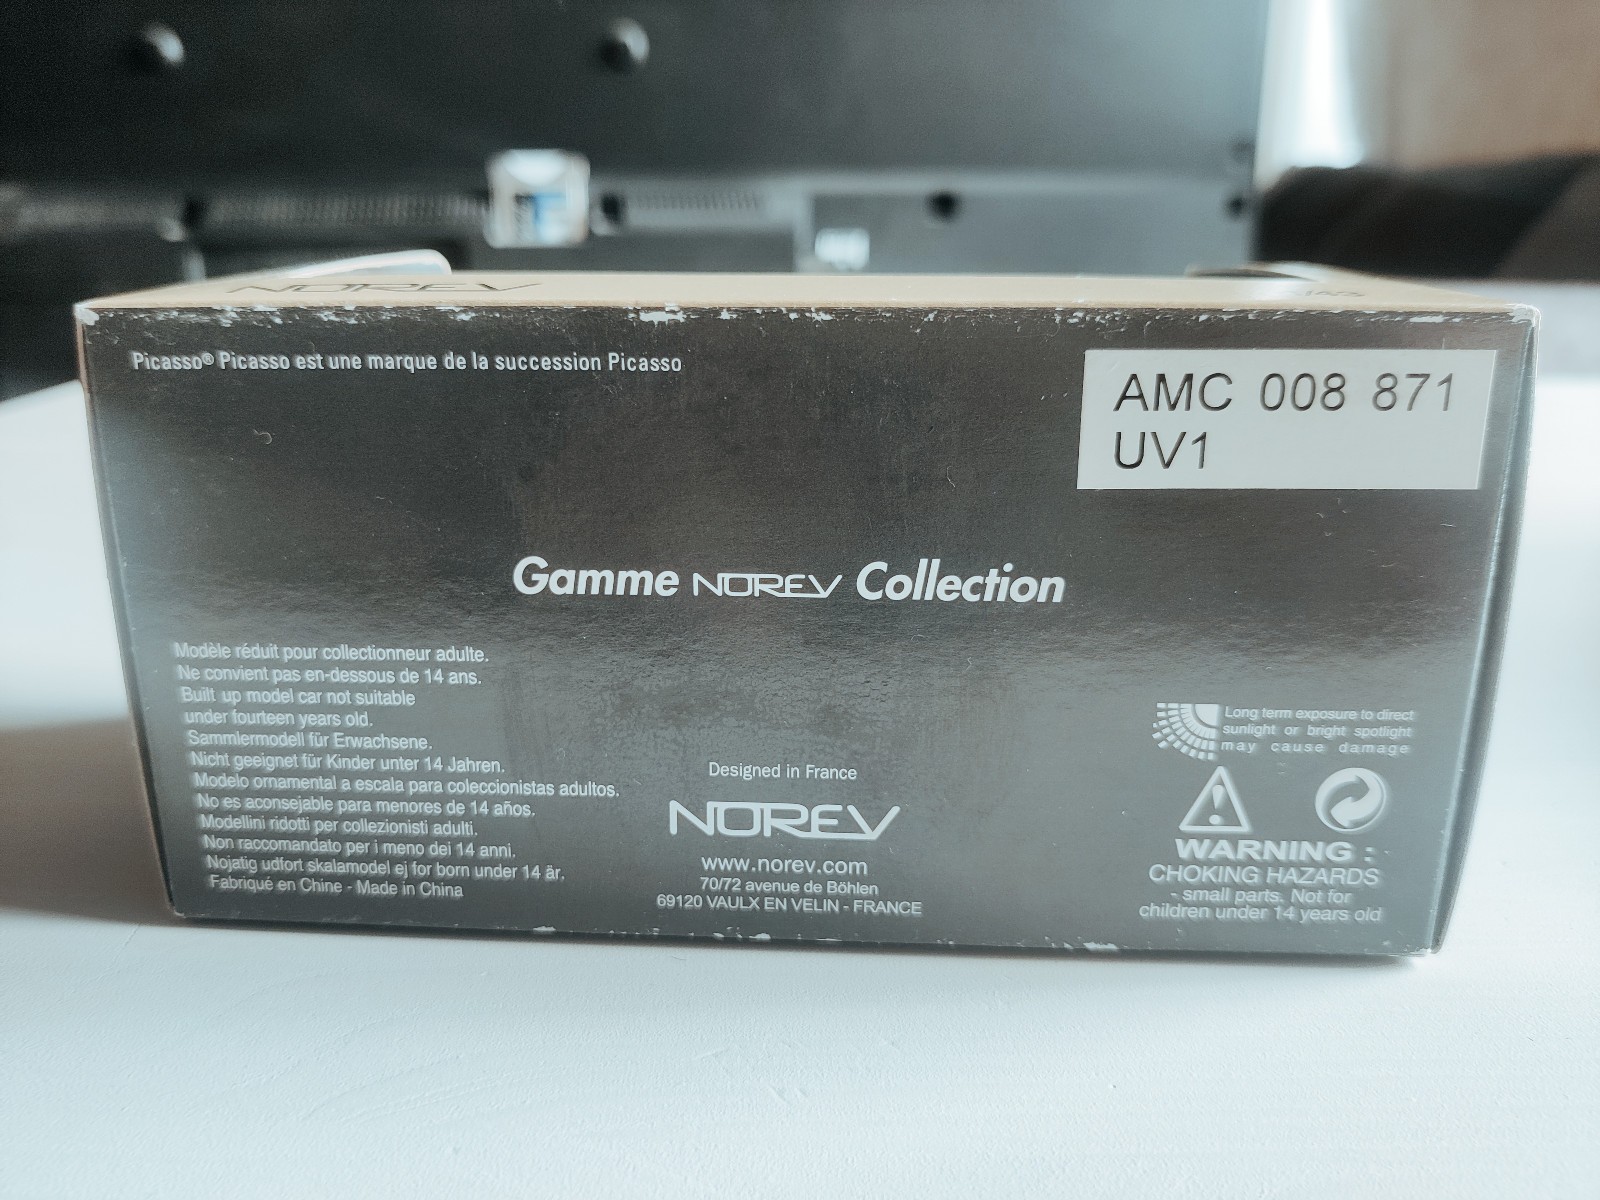 NOREV
Picasso® Picasso est une marque de la succession Picasso
AMC 008 871
UV1
Gamme NOREV Collection
Modèle réduit pour collectionneur adulte.
Ne convient pas en-dessous de 14 ans.
Built up model car not suitable
under fourteen years old.
Sammlermodell für Erwachsene.
Nicht geeignet für Kinder unter 14 Jahren.
Modelo ornamental a escala para coleccionistas adultos.
No es aconsejable para menores de 14 años.
Modellini ridotti per collezionisti adulti.
Non raccomandato per i meno dei 14 anni.
Nojatig udfort skalamodel ej for born under 14 år.
Fabriqué en Chine - Made in China
Designed in France
NOREV
www.norev.com
70/72 avenue de Böhlen
69120 VAULX EN VELIN - FRANCE
Long term exposure to direct
sunlight or bright spotlight
may cause damage
WARNING :
CHOKING HAZARDS
- small parts. Not for
children under 14 years old